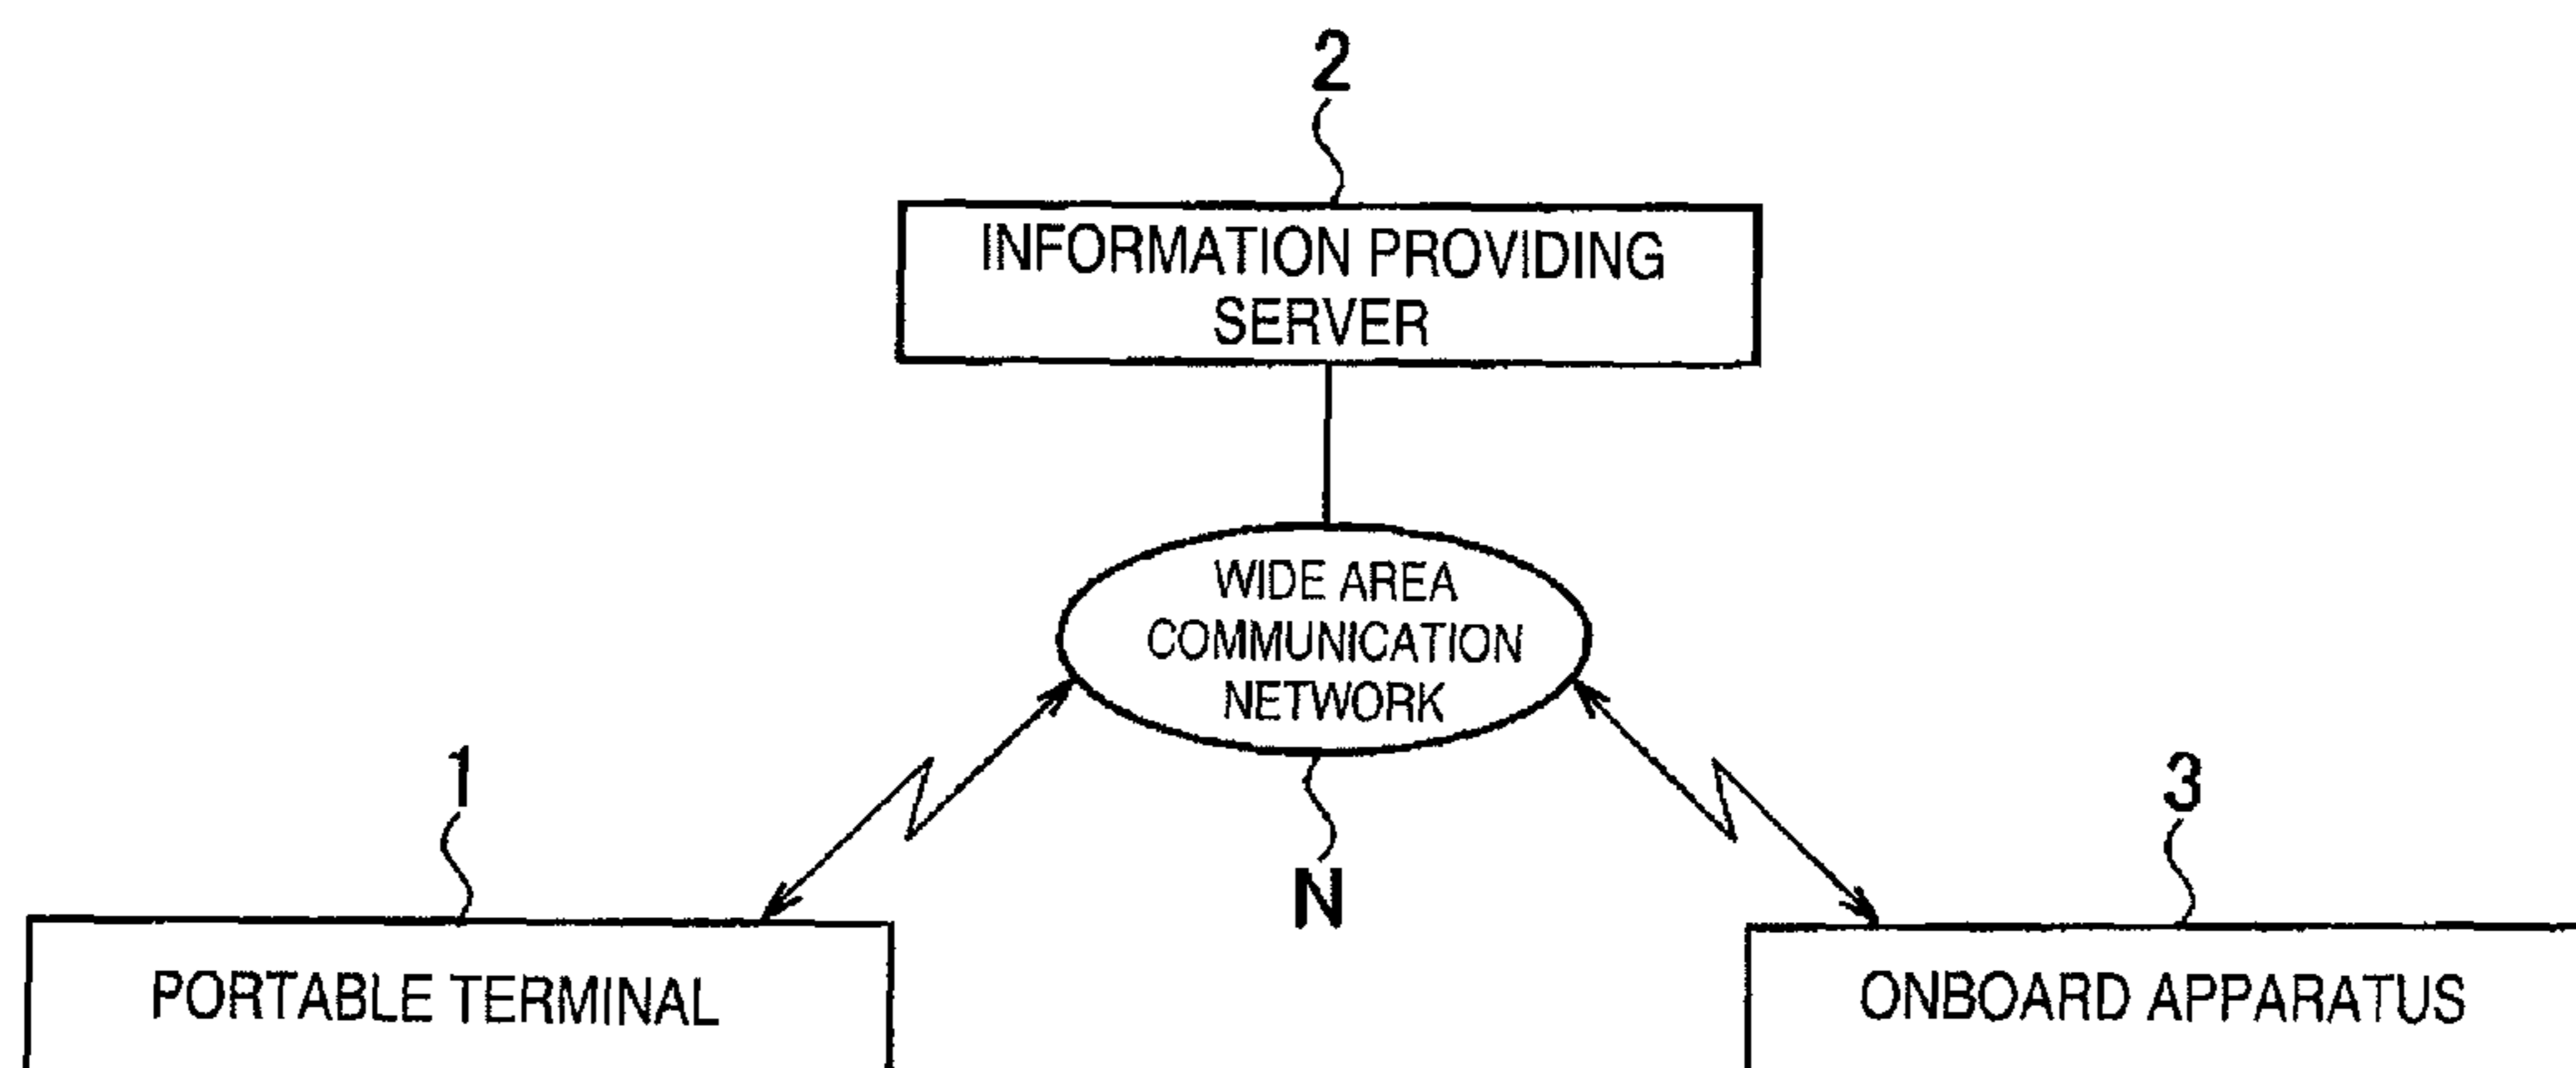 2
INFORMATION PROVIDING
SERVER
WIDE AREA
COMMUNICATION
NETWORK
1
3
N
PORTABLE TERMINAL
ONBOARD APPARATUS